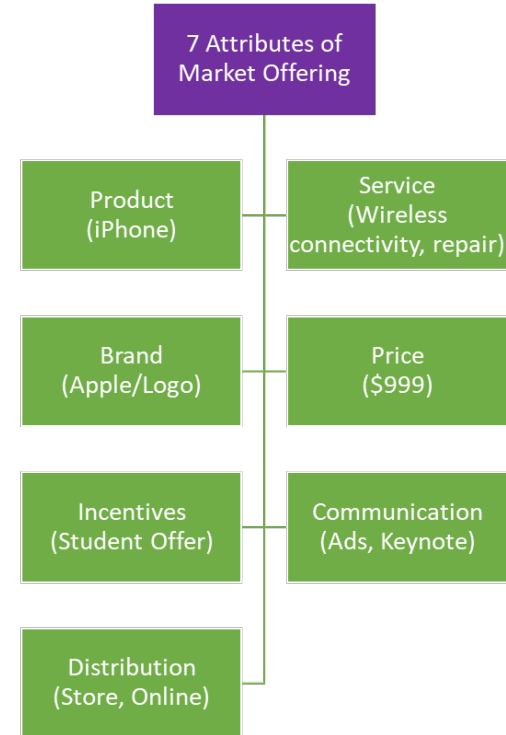 7 Attributes of
Market Offering
Product
(iPhone)
Service
(Wireless
connectivity, repair)
Brand
(Apple/Logo)
Price
($999)
Incentives
(Student Offer)
Communication
(Ads, Keynote)
Distribution
(Store, Online)